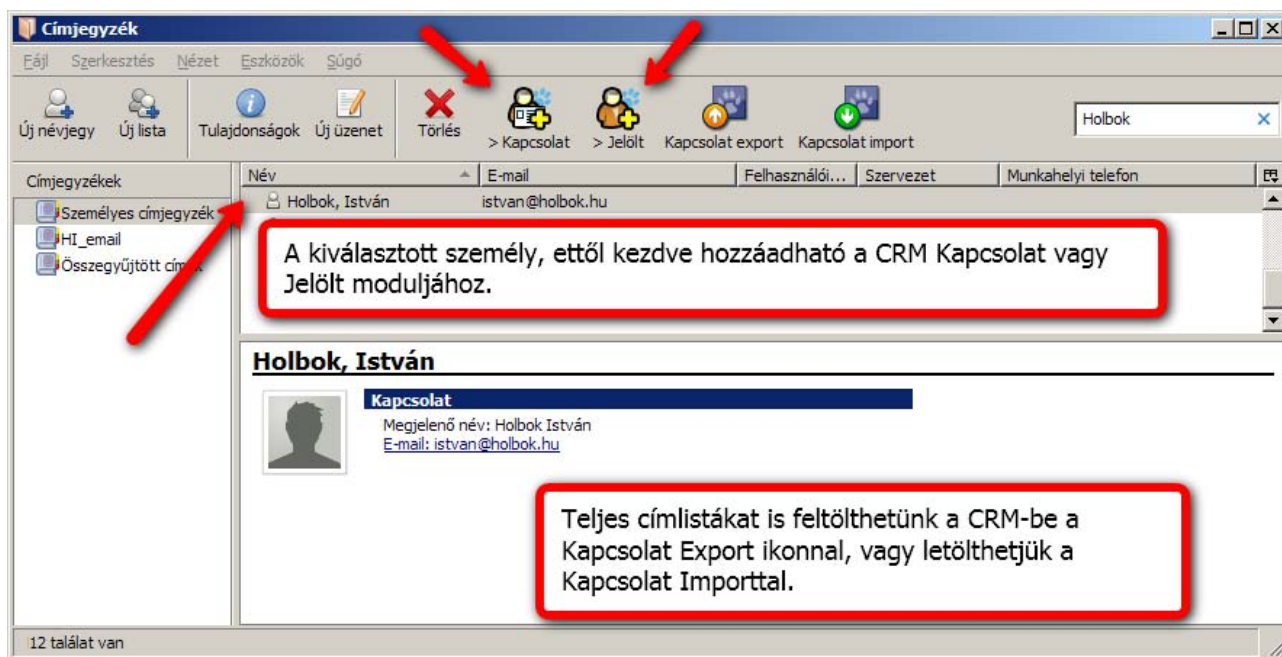 Címjegyzék
Fájl Szerkesztés Nézet Eszközök Súgó
Új névjegy Új lista Tulajdonságok Új üzenet Törlés > Kapcsolat > Jelölt Kapcsolat export Kapcsolat import Holbok
Címjegyzékek
Személyes címjegyzék
HI_email
Összegyűjtött
Név E-mail Felhasználói... Szervezet Munkahelyi telefon
Holbok, István istvan@holbok.hu
A kiválasztott személy, ettől kezdve hozzáadható a CRM Kapcsolat vagy
Jelölt moduljához.
Holbok, István
Kapcsolat
Megjelenő név: Holbok István
E-mail: istvan@holbok.hu
Teljes címlistákat is feltölthetünk a CRM-be a
Kapcsolat Export ikonnal, vagy letölthetjük a
Kapcsolat Importtal.
12 találat van